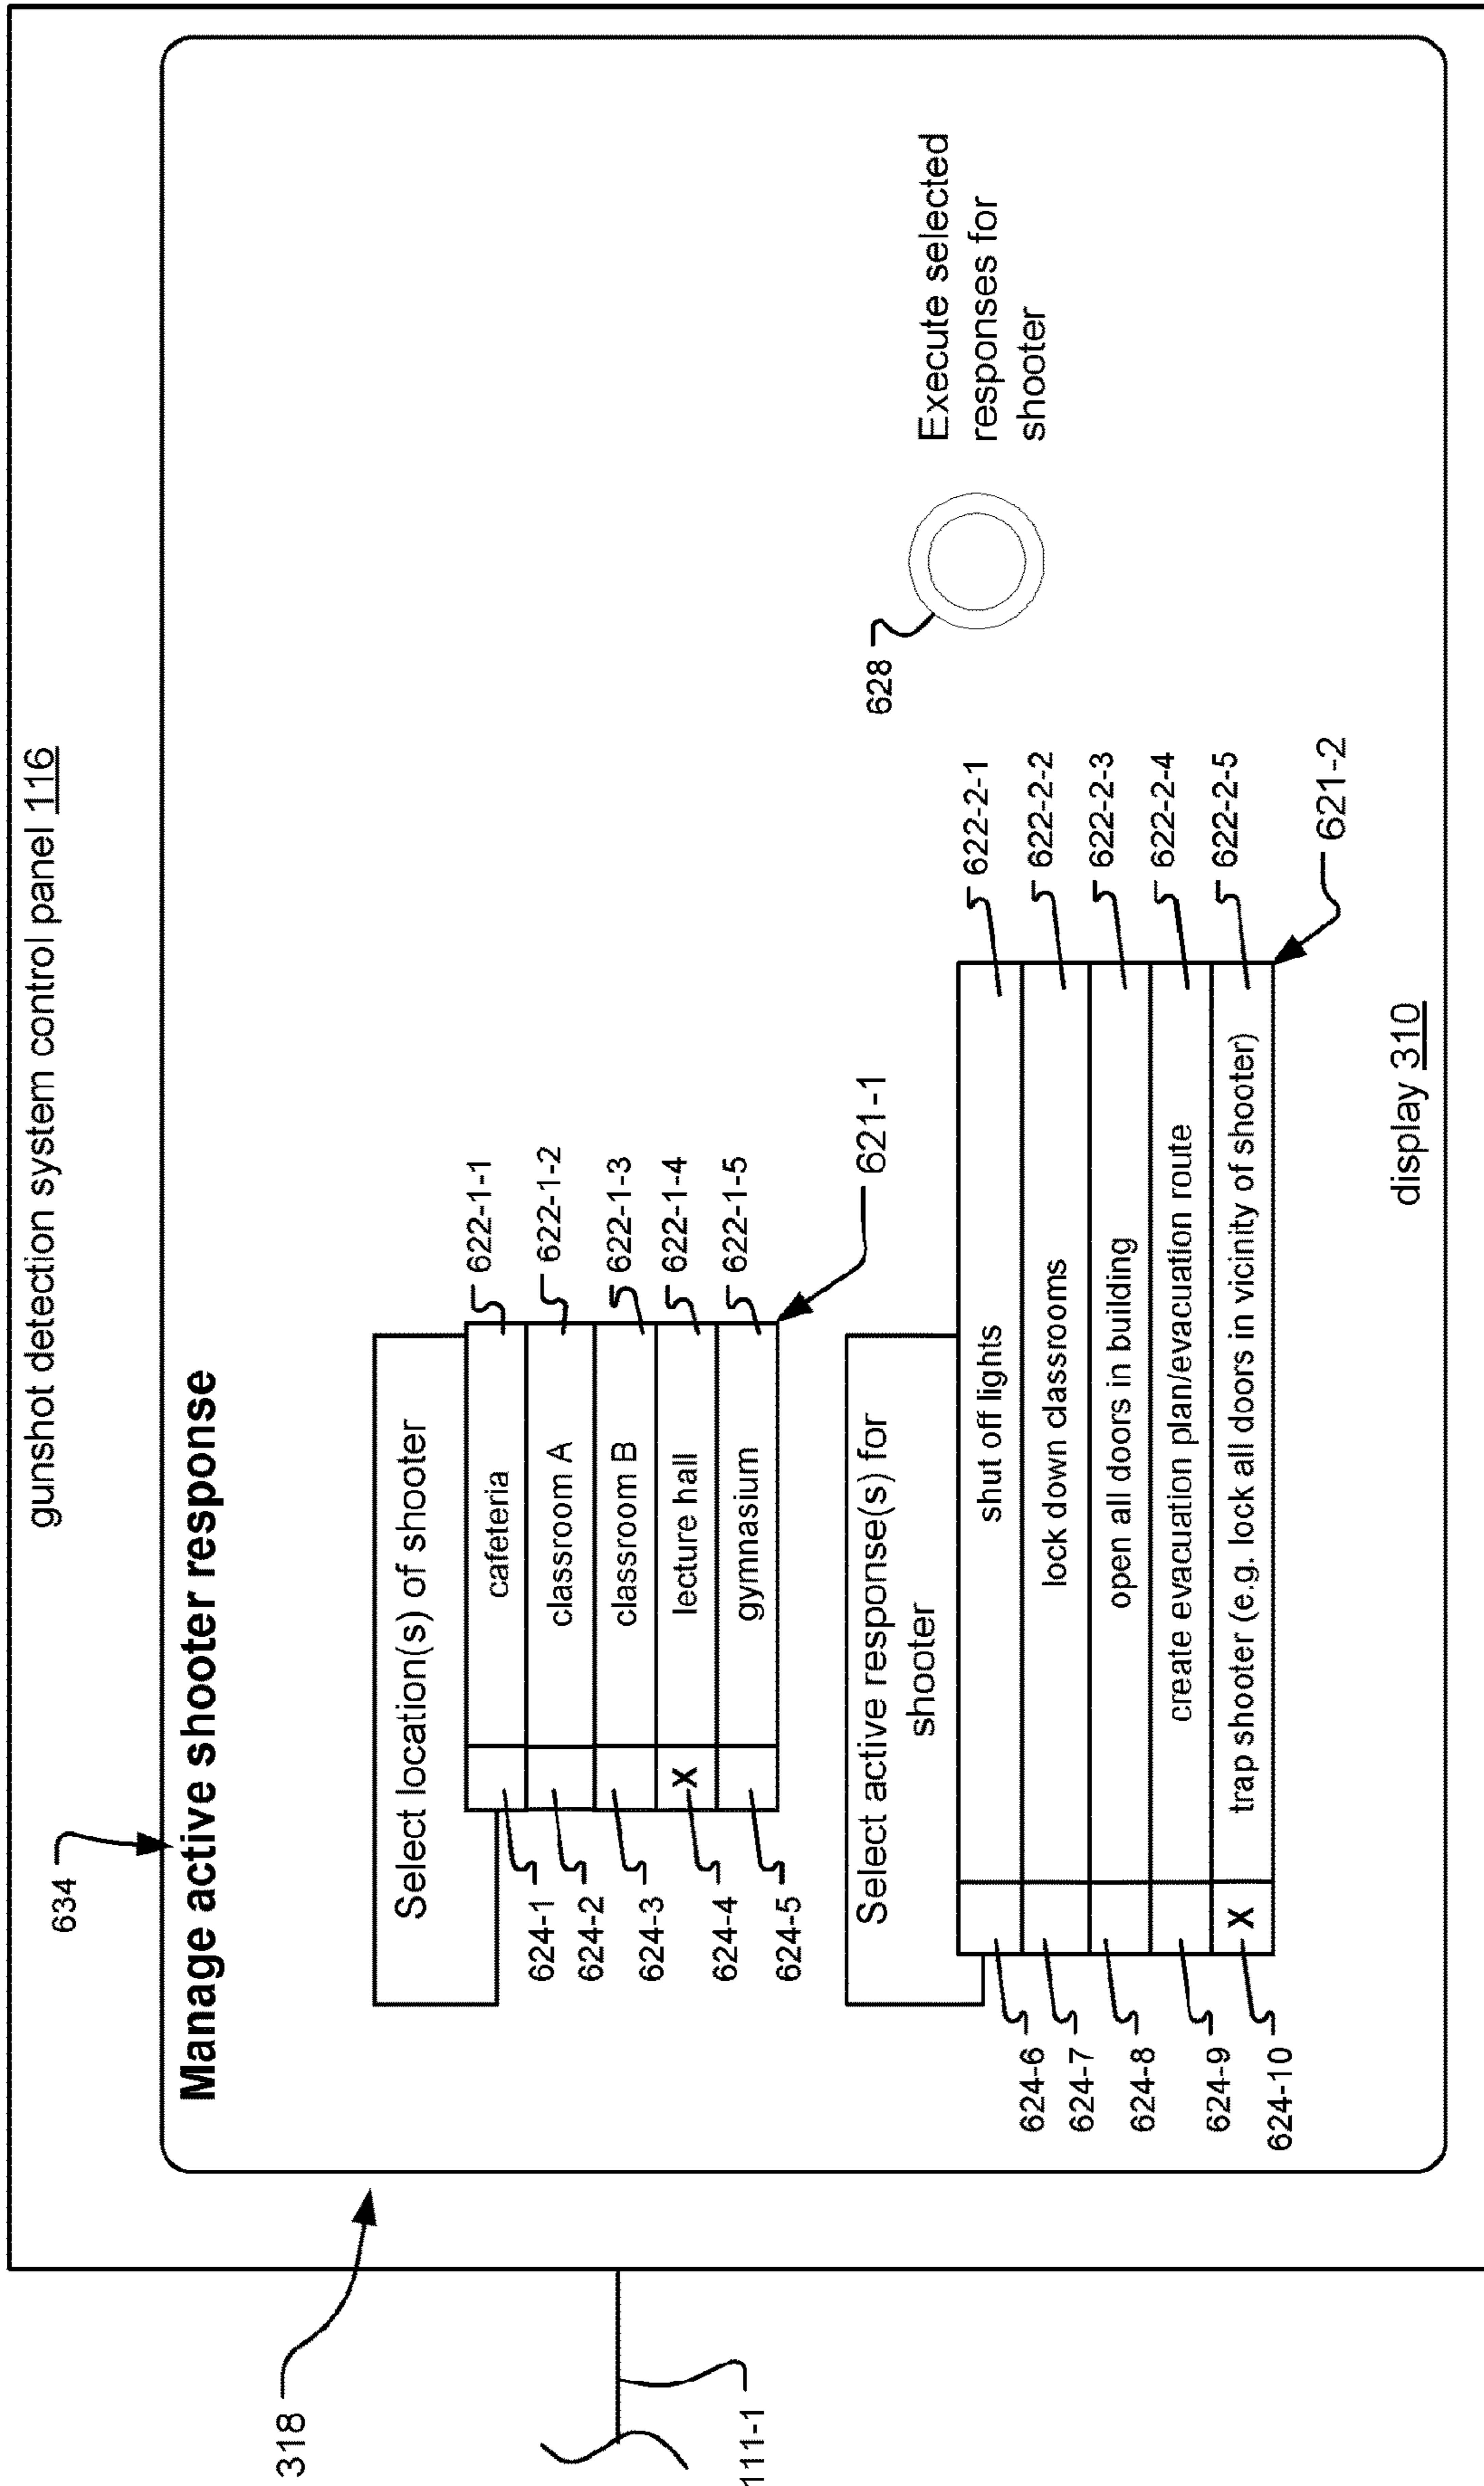 gunshot detection system control panel 116
634
Manage active shooter response
318
Select location(s) of shooter
624-1
cafeteria
622-1-1
624-2
classroom A
622-1-2
624-3
classroom B
622-1-3
624-4
X
lecture hall
622-1-4
624-5
gymnasium
622-1-5
621-1
111-1
Select active response(s) for
shooter
628
Execute selected
responses for
shooter
624-6
shut off lights
622-2-1
624-7
lock down classrooms
622-2-2
624-8
open all doors in building
622-2-3
624-9
create evacuation plan/evacuation route
622-2-4
624-10
X
trap shooter (e.g. lock all doors in vicinity of shooter)
622-2-5
621-2
display 310